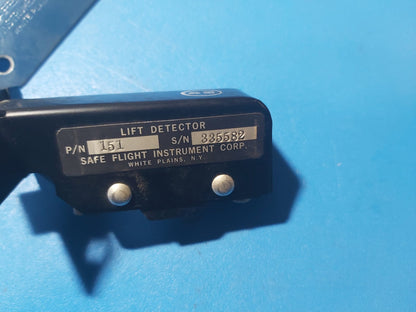 LIFT DETECTOR
P/N 151 S/N 335582
SAFE FLIGHT INSTRUMENT CORP.
WHITE PLAINS, N.Y.